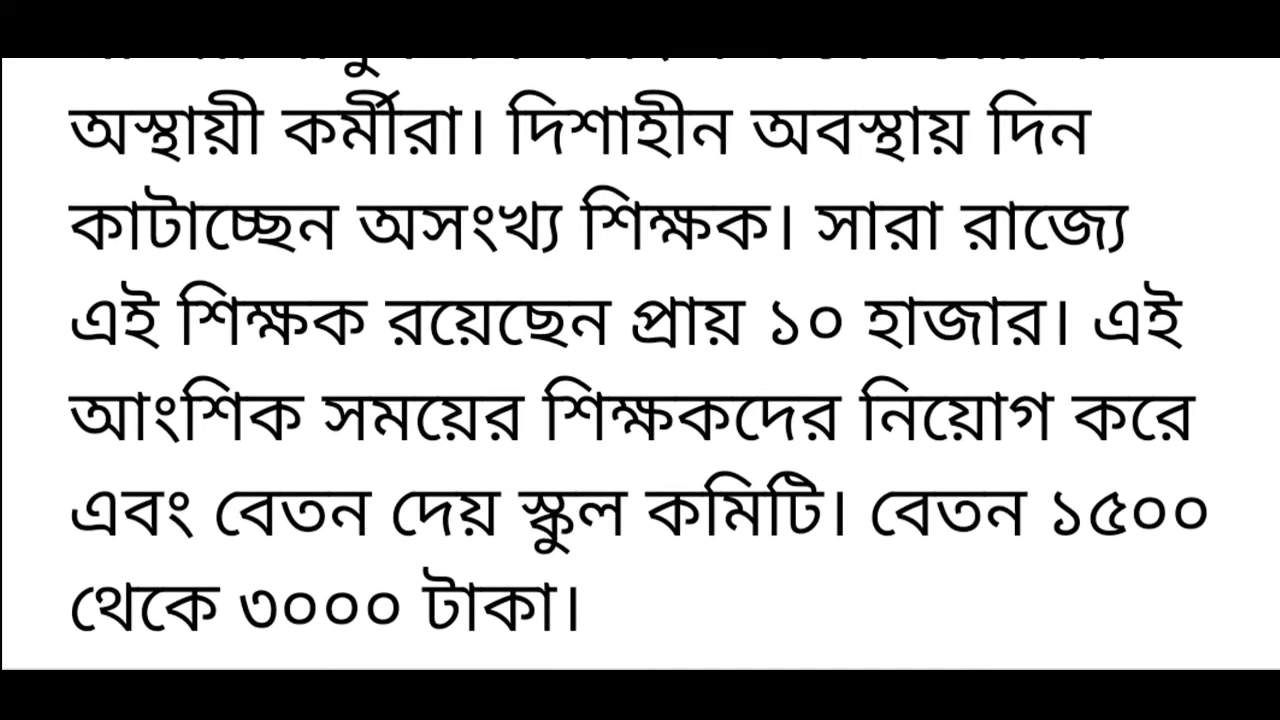 অস্থায়ী কর্মীরা। দিশাহীন অবস্থায় দিন
কাটাচ্ছেন অসংখ্য শিক্ষক। সারা রাজ্যে
এই শিক্ষক রয়েছেন প্রায় ১০ হাজার। এই
আংশিক সময়ের শিক্ষকদের নিয়োগ করে
এবং বেতন দেয় স্কুল কমিটি। বেতন ১৫০০
থেকে ৩০০০ টাকা।